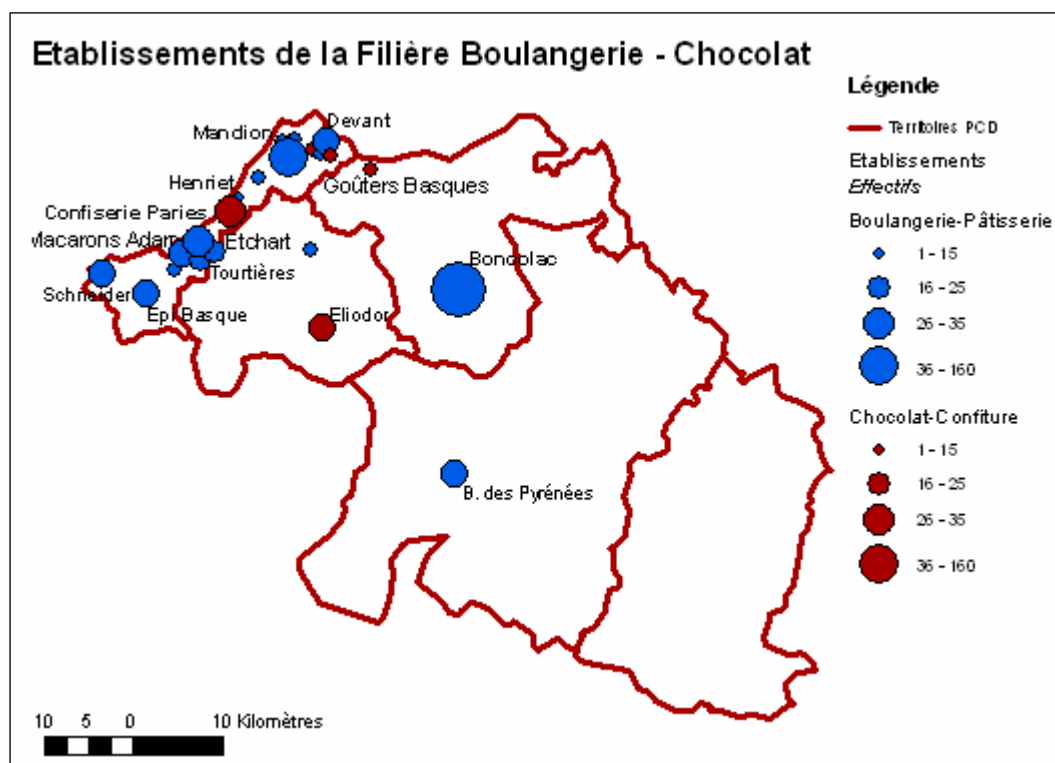 Etablissements de la Filière Boulangerie - Chocolat
Légende
Territoires PCD
Etablissements
Effectifs
Boulangerie-Pâtisserie
1 - 15
16 - 25
26 - 35
36 - 160
Chocolat-Confiture
1 - 15
16 - 25
26 - 35
36 - 160
Devant
Mandion
Henriet
Goûters Basques
Confiserie Paries
Macarons Adam
Etchart
Tourtières
Boncolac
Schneider
Epi Basque
Eliodor
B. des Pyrénées
10 5 0 10 Kilomètres